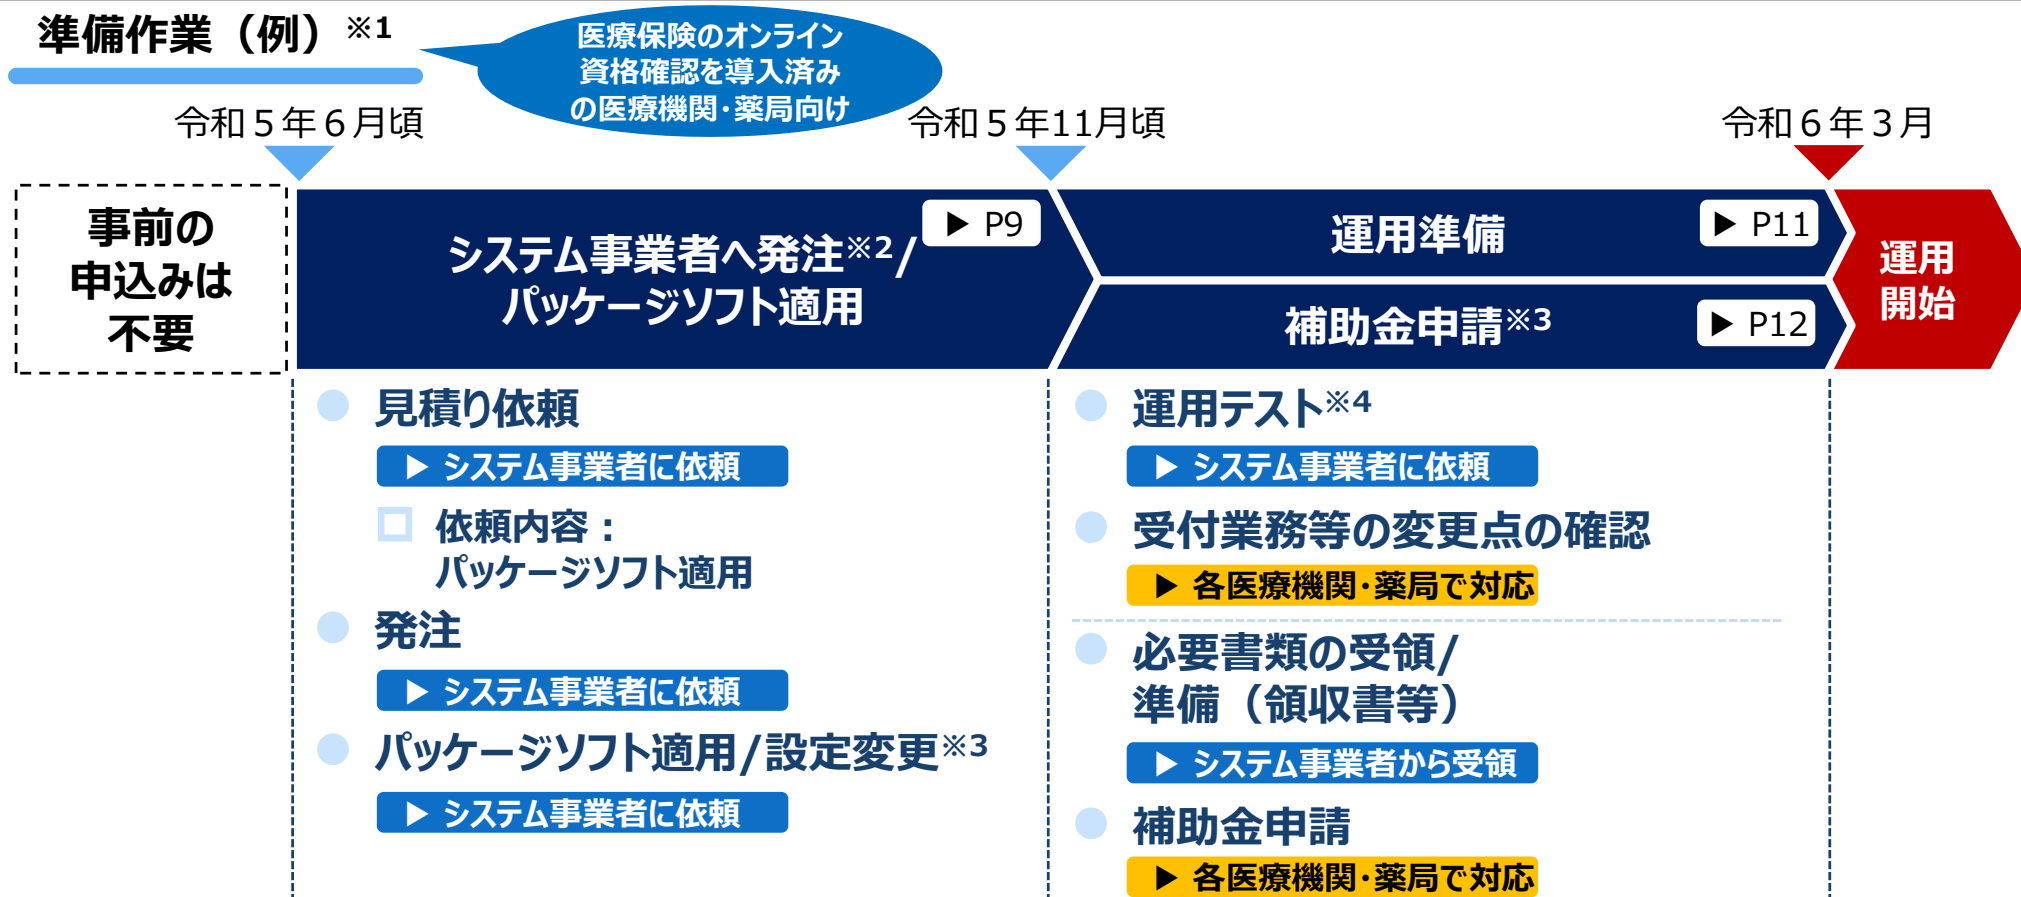 準備作業（例）※1
医療保険のオンライン
資格確認を導入済み
の医療機関・薬局向け
令和５年６月頃
令和５年11月頃
令和６年３月
事前の
申込みは
不要
システム事業者へ発注※2/
パッケージソフト適用
▶ P9
運用準備
▶ P11
補助金申請※3
▶ P12
運用
開始
見積り依頼
▶ システム事業者に依頼
依頼内容：
パッケージソフト適用
発注
▶ システム事業者に依頼
パッケージソフト適用/設定変更※3
▶ システム事業者に依頼
運用テスト※4
▶ システム事業者に依頼
受付業務等の変更点の確認
▶ 各医療機関・薬局で対応
必要書類の受領/
準備（領収書等）
▶ システム事業者から受領
補助金申請
▶ 各医療機関・薬局で対応